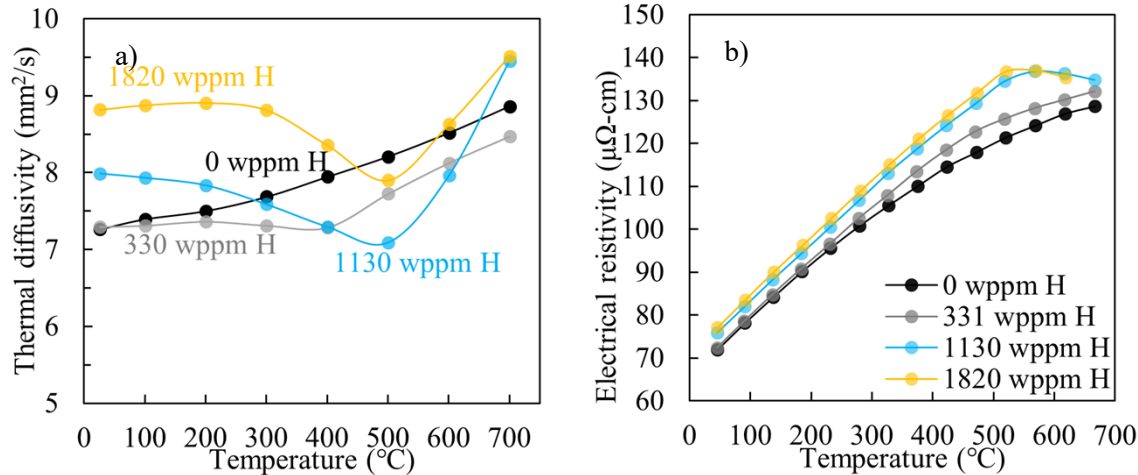 a)
Thermal diffusivity (mm²/s)
10
9
8
7
6
5
1820 wppm H
0 wppm H
330 wppm H
1130 wppm H
0 100 200 300 400 500 600 700
Temperature (°C)
b)
Electrical reistivity (μΩ-cm)
150
140
130
120
110
100
90
80
70
60
0 wppm H
331 wppm H
1130 wppm H
1820 wppm H
0 100 200 300 400 500 600 700
Temperature (°C)